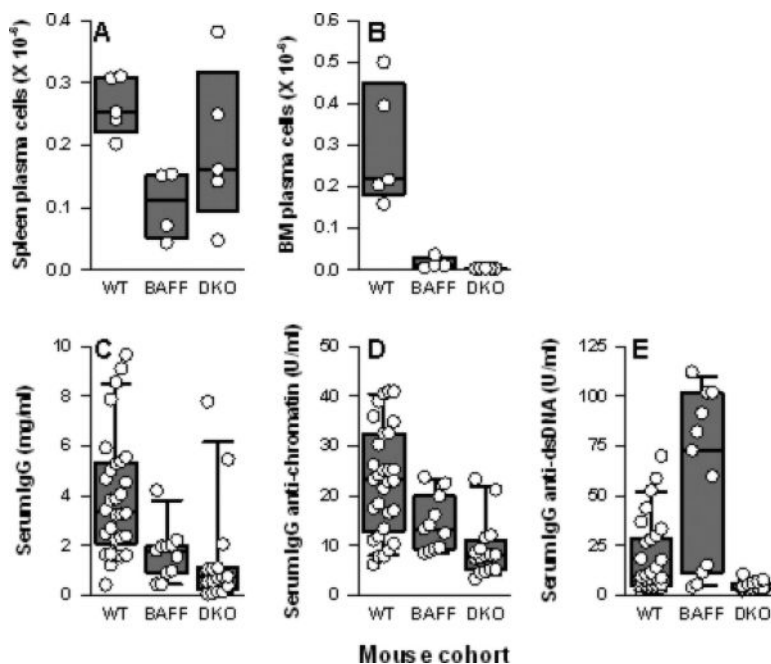 A
Spleen plasma cells (X 10⁻⁶)
0.4
0.3
0.2
0.1
0.0
WT BAFF DKO
B
BM plasma cells (X 10⁻⁶)
0.6
0.5
0.4
0.3
0.2
0.1
0.0
WT BAFF DKO
C
Serum IgG (mg/ml)
10
8
6
4
2
0
WT BAFF DKO
D
Serum IgG anti-chromatin (U/ml)
50
40
30
20
10
0
WT BAFF DKO
E
Serum IgG anti-dsDNA (U/ml)
125
100
75
50
25
0
WT BAFF DKO
Mouse cohort